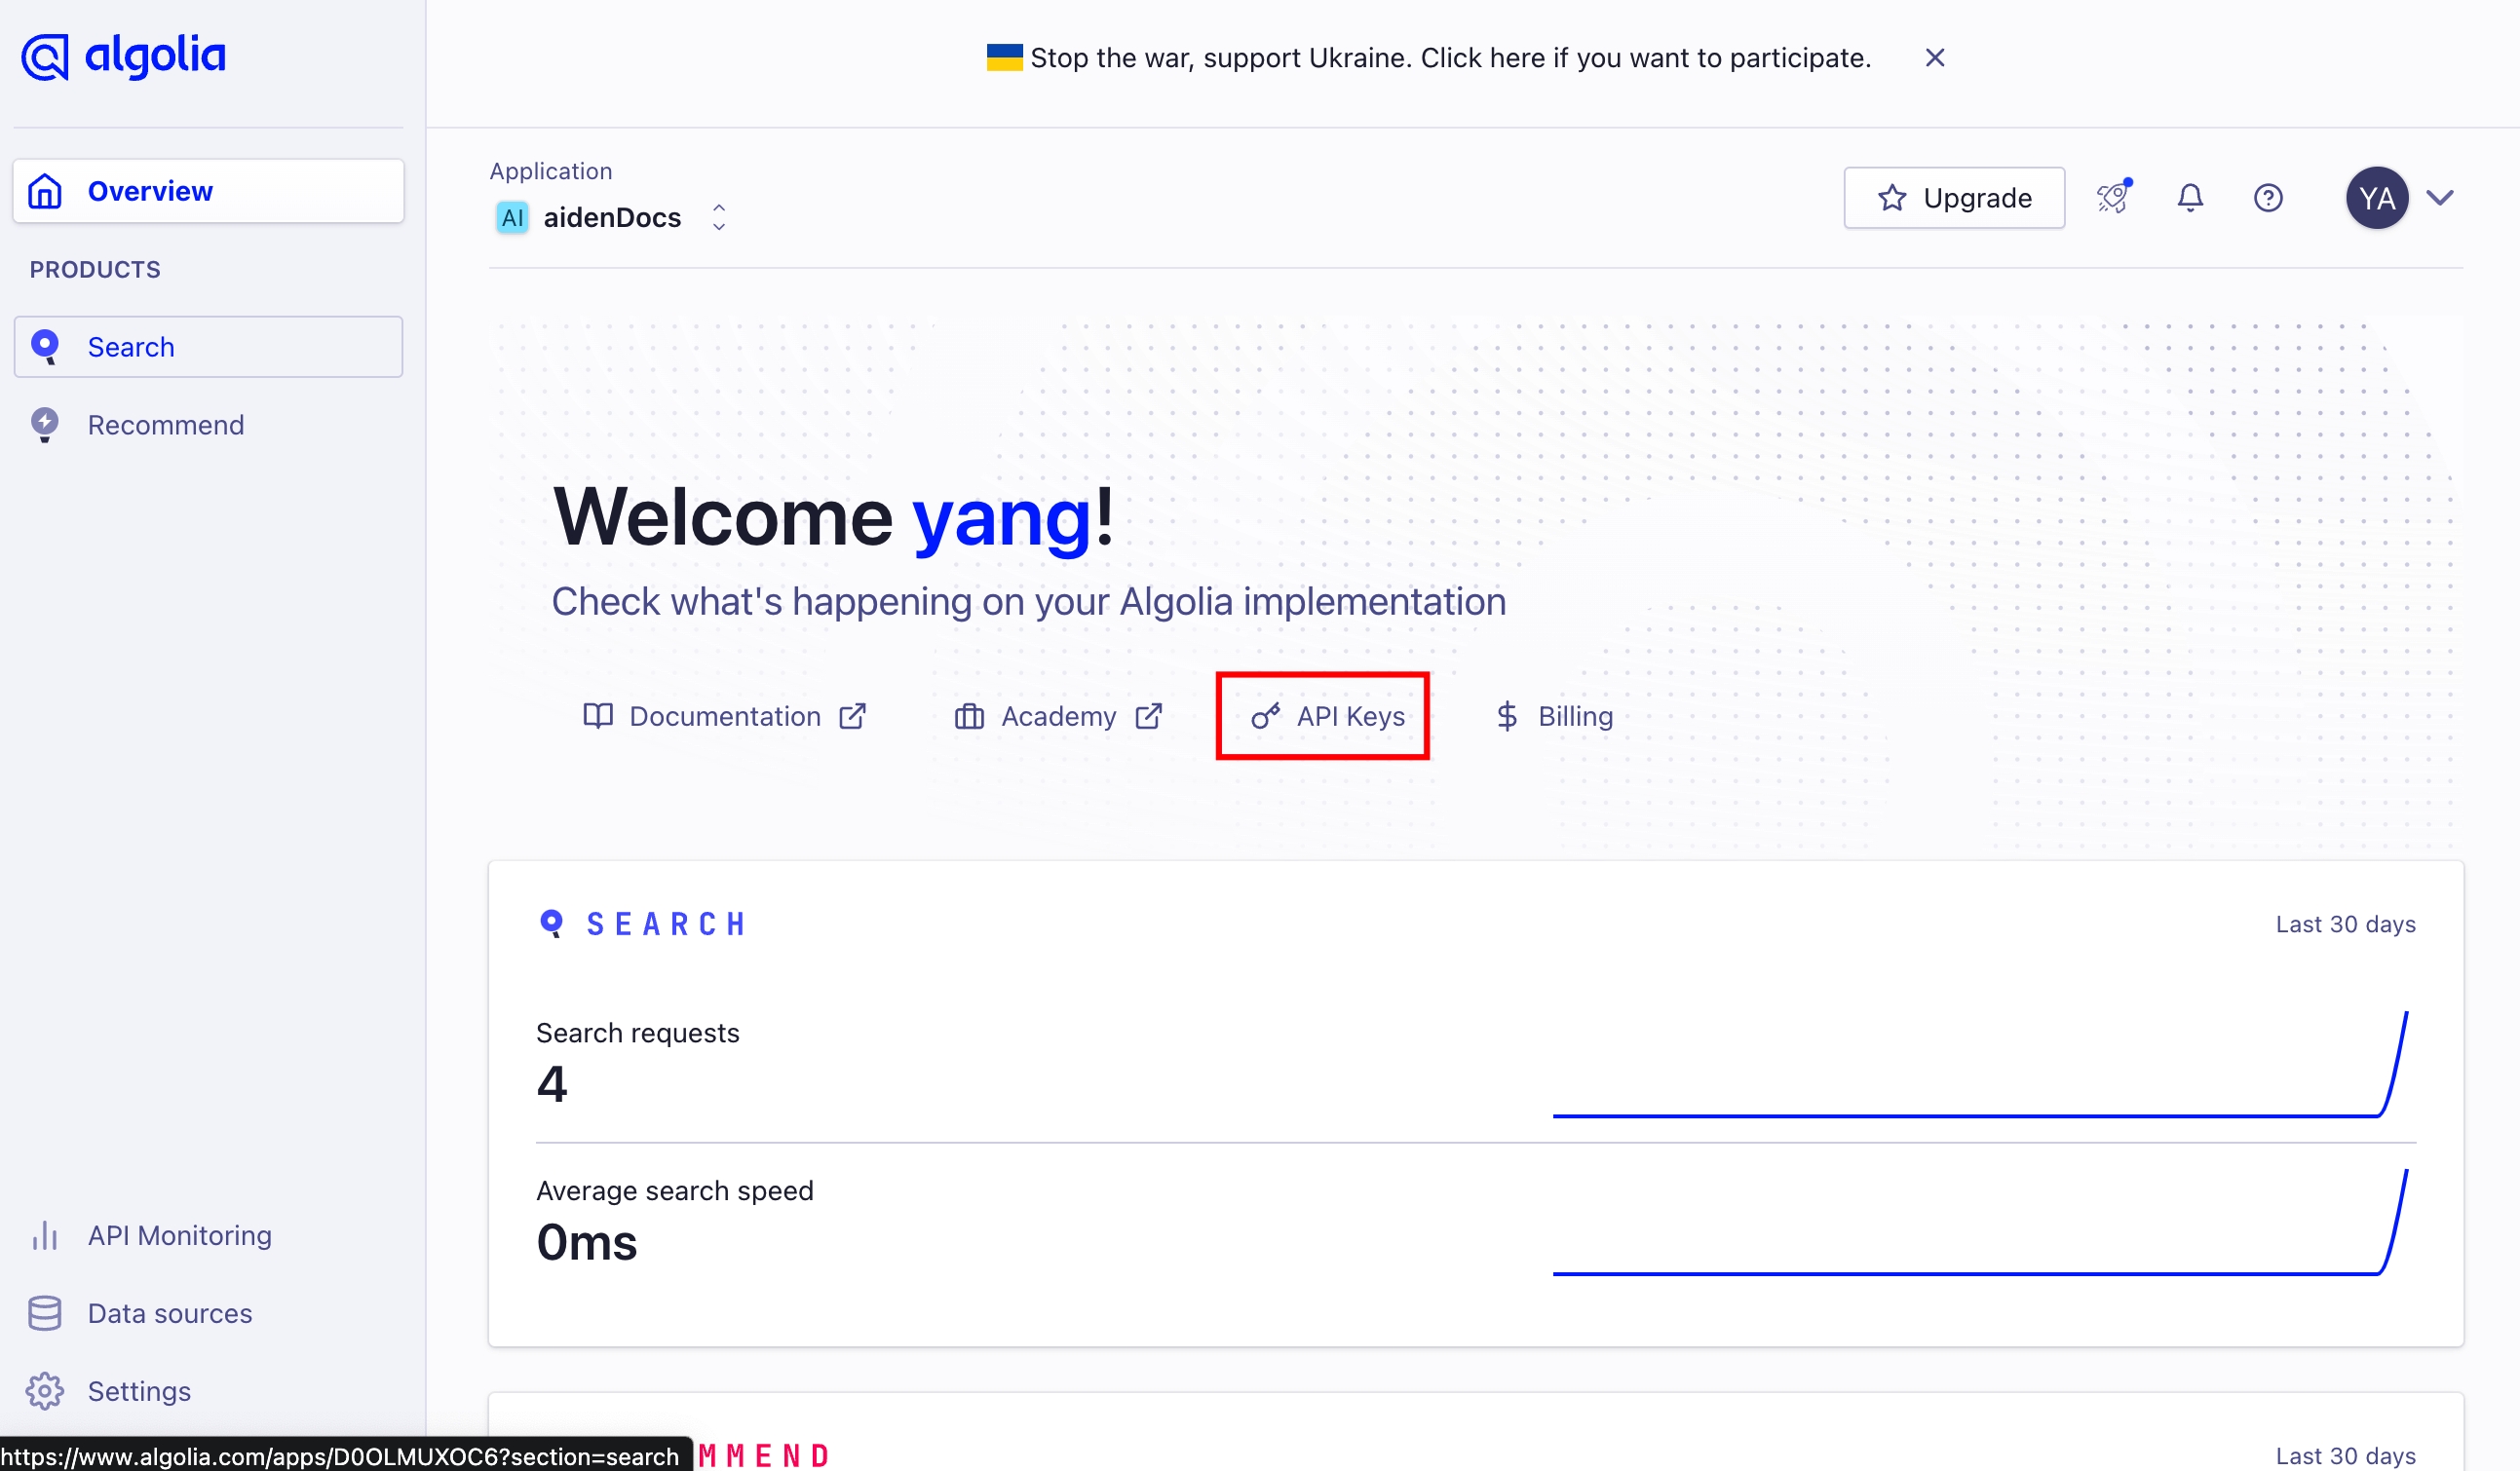 algolia
Stop the war, support Ukraine. Click here if you want to participate.
Overview
PRODUCTS
Search
Recommend
Application
AI aidenDocs
Upgrade
YA
Welcome yang!
Check what's happening on your Algolia implementation
Documentation
Academy
API Keys
Billing
SEARCH
Last 30 days
Search requests
4
Average search speed
0ms
API Monitoring
Data sources
Settings
MMEND
Last 30 days
https://www.algolia.com/apps/D0OLMUXOC6?section=search